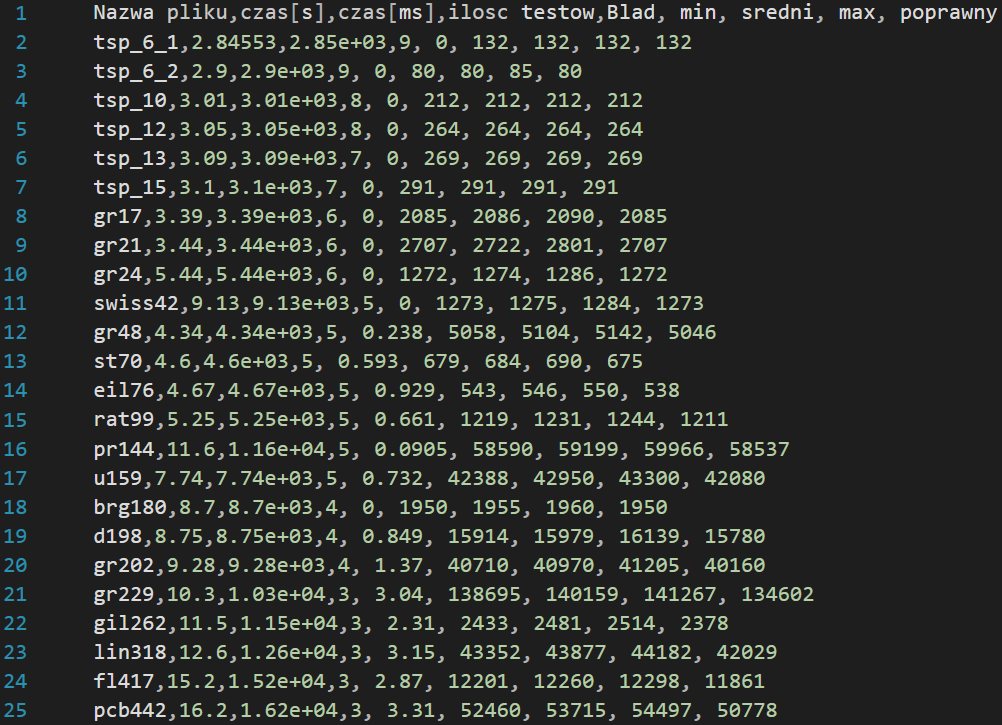 1 Nazwa pliku,czas[s],czas[ms],ilosc testow,Blad, min, sredni, max, poprawny
2 tsp_6_1,2.84553,2.85e+03,9, 0, 132, 132, 132, 132
3 tsp_6_2,2.9,2.9e+03,9, 0, 80, 80, 85, 80
4 tsp_10,3.01,3.01e+03,8, 0, 212, 212, 212, 212
5 tsp_12,3.05,3.05e+03,8, 0, 264, 264, 264, 264
6 tsp_13,3.09,3.09e+03,7, 0, 269, 269, 269, 269
7 tsp_15,3.1,3.1e+03,7, 0, 291, 291, 291, 291
8 gr17,3.39,3.39e+03,6, 0, 2085, 2086, 2090, 2085
9 gr21,3.44,3.44e+03,6, 0, 2707, 2722, 2801, 2707
10 gr24,5.44,5.44e+03,6, 0, 1272, 1274, 1286, 1272
11 swiss42,9.13,9.13e+03,5, 0, 1273, 1275, 1284, 1273
12 gr48,4.34,4.34e+03,5, 0.238, 5058, 5104, 5142, 5046
13 st70,4.6,4.6e+03,5, 0.593, 679, 684, 690, 675
14 eil76,4.67,4.67e+03,5, 0.929, 543, 546, 550, 538
15 rat99,5.25,5.25e+03,5, 0.661, 1219, 1231, 1244, 1211
16 pr144,11.6,1.16e+04,5, 0.0905, 58590, 59199, 59966, 58537
17 u159,7.74,7.74e+03,5, 0.732, 42388, 42950, 43300, 42080
18 brg180,8.7,8.7e+03,4, 0, 1950, 1955, 1960, 1950
19 d198,8.75,8.75e+03,4, 0.849, 15914, 15979, 16139, 15780
20 gr202,9.28,9.28e+03,4, 1.37, 40710, 40970, 41205, 40160
21 gr229,10.3,1.03e+04,3, 3.04, 138695, 140159, 141267, 134602
22 gil262,11.5,1.15e+04,3, 2.31, 2433, 2481, 2514, 2378
23 lin318,12.6,1.26e+04,3, 3.15, 43352, 43877, 44182, 42029
24 fl417,15.2,1.52e+04,3, 2.87, 12201, 12260, 12298, 11861
25 pcb442,16.2,1.62e+04,3, 3.31, 52460, 53715, 54497, 50778